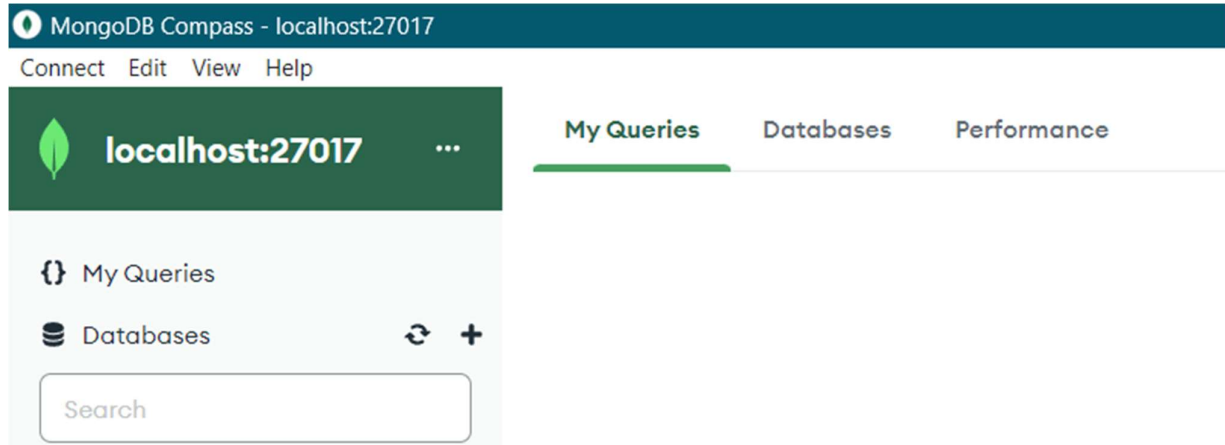 MongoDB Compass - localhost:27017
Connect Edit View Help
localhost:27017 ...
My Queries Databases Performance
{} My Queries
Databases
Search